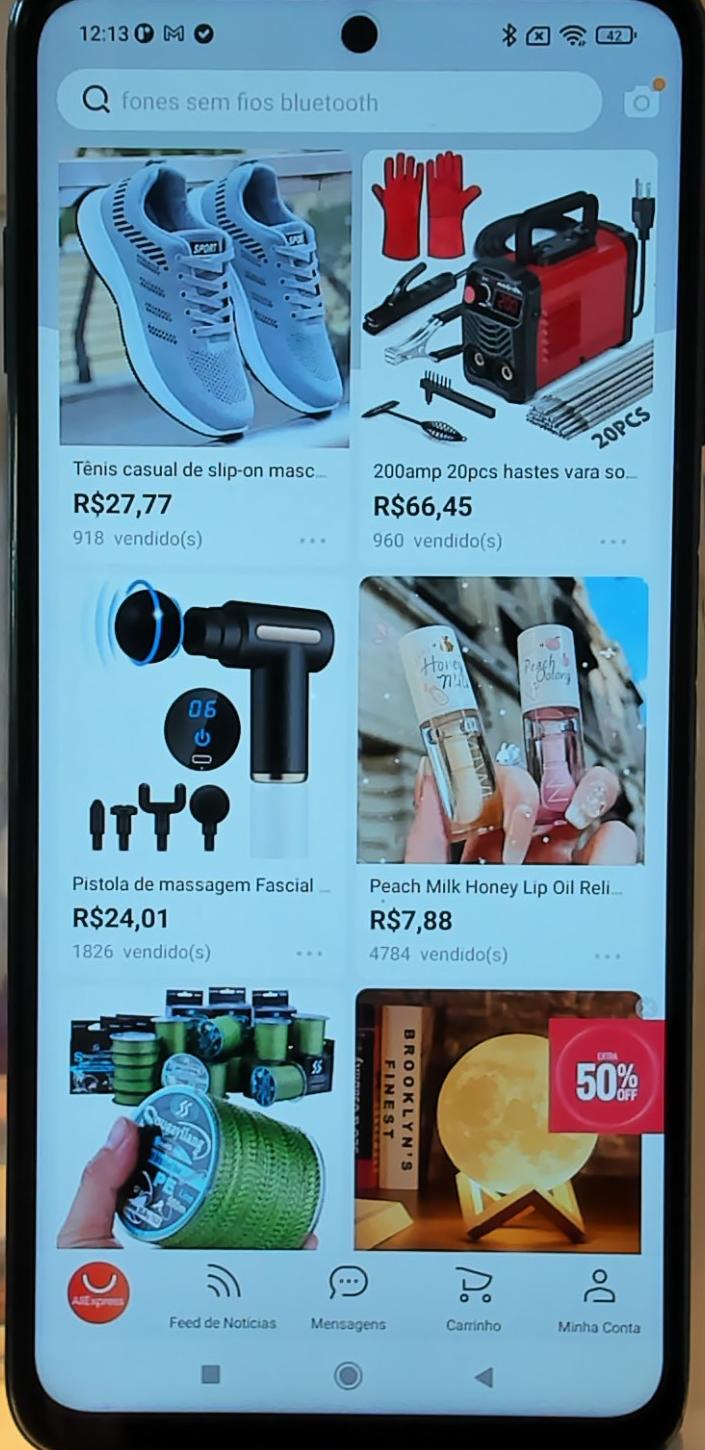 12:13
42
fones sem fios bluetooth
SPORT
SPORT
20PCS
Tênis casual de slip-on masc...
R$27,77
918 vendido(s)
200amp 20pcs hastes vara so...
R$66,45
960 vendido(s)
06
Honey
Milk
Peach
Oolong
Pistola de massagem Fascial ...
R$24,01
1826 vendido(s)
Peach Milk Honey Lip Oil Reli...
R$7,88
4784 vendido(s)
Sougayilang
PE
BROOKLYN'S
FINEST
EXTRA
50%
OFF
AliExpress
Feed de Notícias
Mensagens
Carrinho
Minha Conta